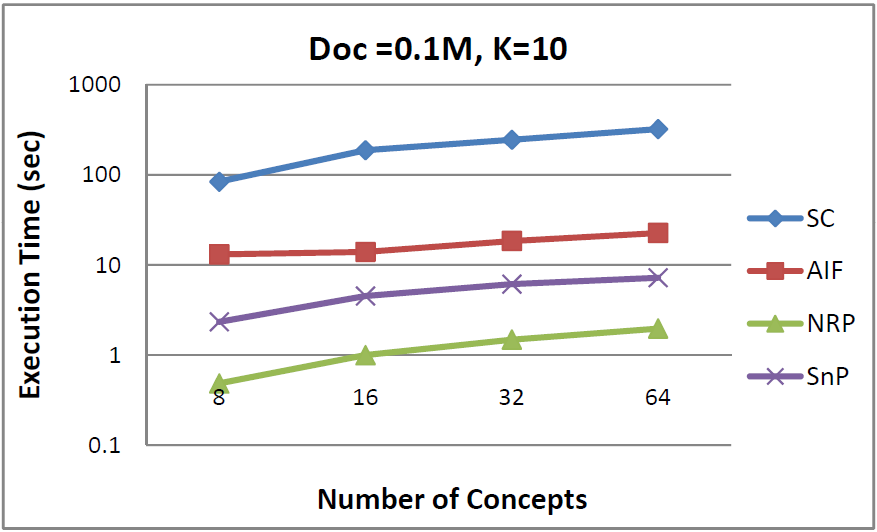 Doc =0.1M, K=10
Execution Time (sec)
1000
100
10
1
0.1
8 16 32 64
Number of Concepts
SC
AIF
NRP
SnP